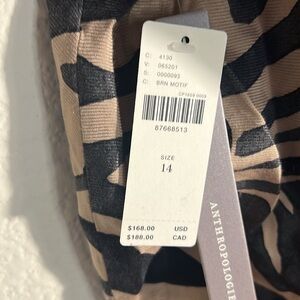 D: 4130
V: 065201
S: 0000093
C: BRN MOTIF
87668513
SIZE
14
$168.00 USD
$188.00 CAD
ANTHROPOLOGIE